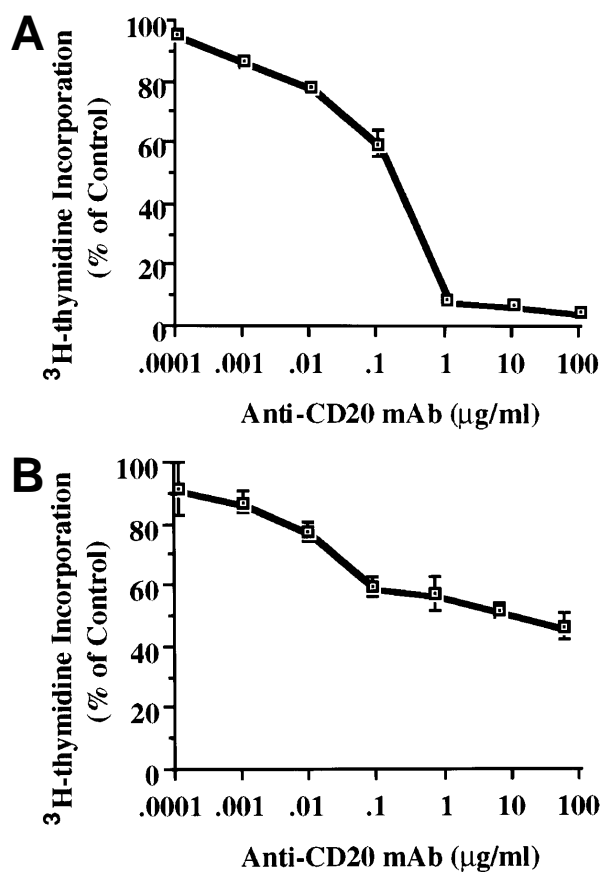 A
³H-thymidine Incorporation
(% of Control)
100
80
60
40
20
0
.0001 .001 .01 .1 1 10 100
Anti-CD20 mAb (µg/ml)
B
³H-thymidine Incorporation
(% of Control)
100
80
60
40
20
0
.0001 .001 .01 .1 1 10 100
Anti-CD20 mAb (µg/ml)